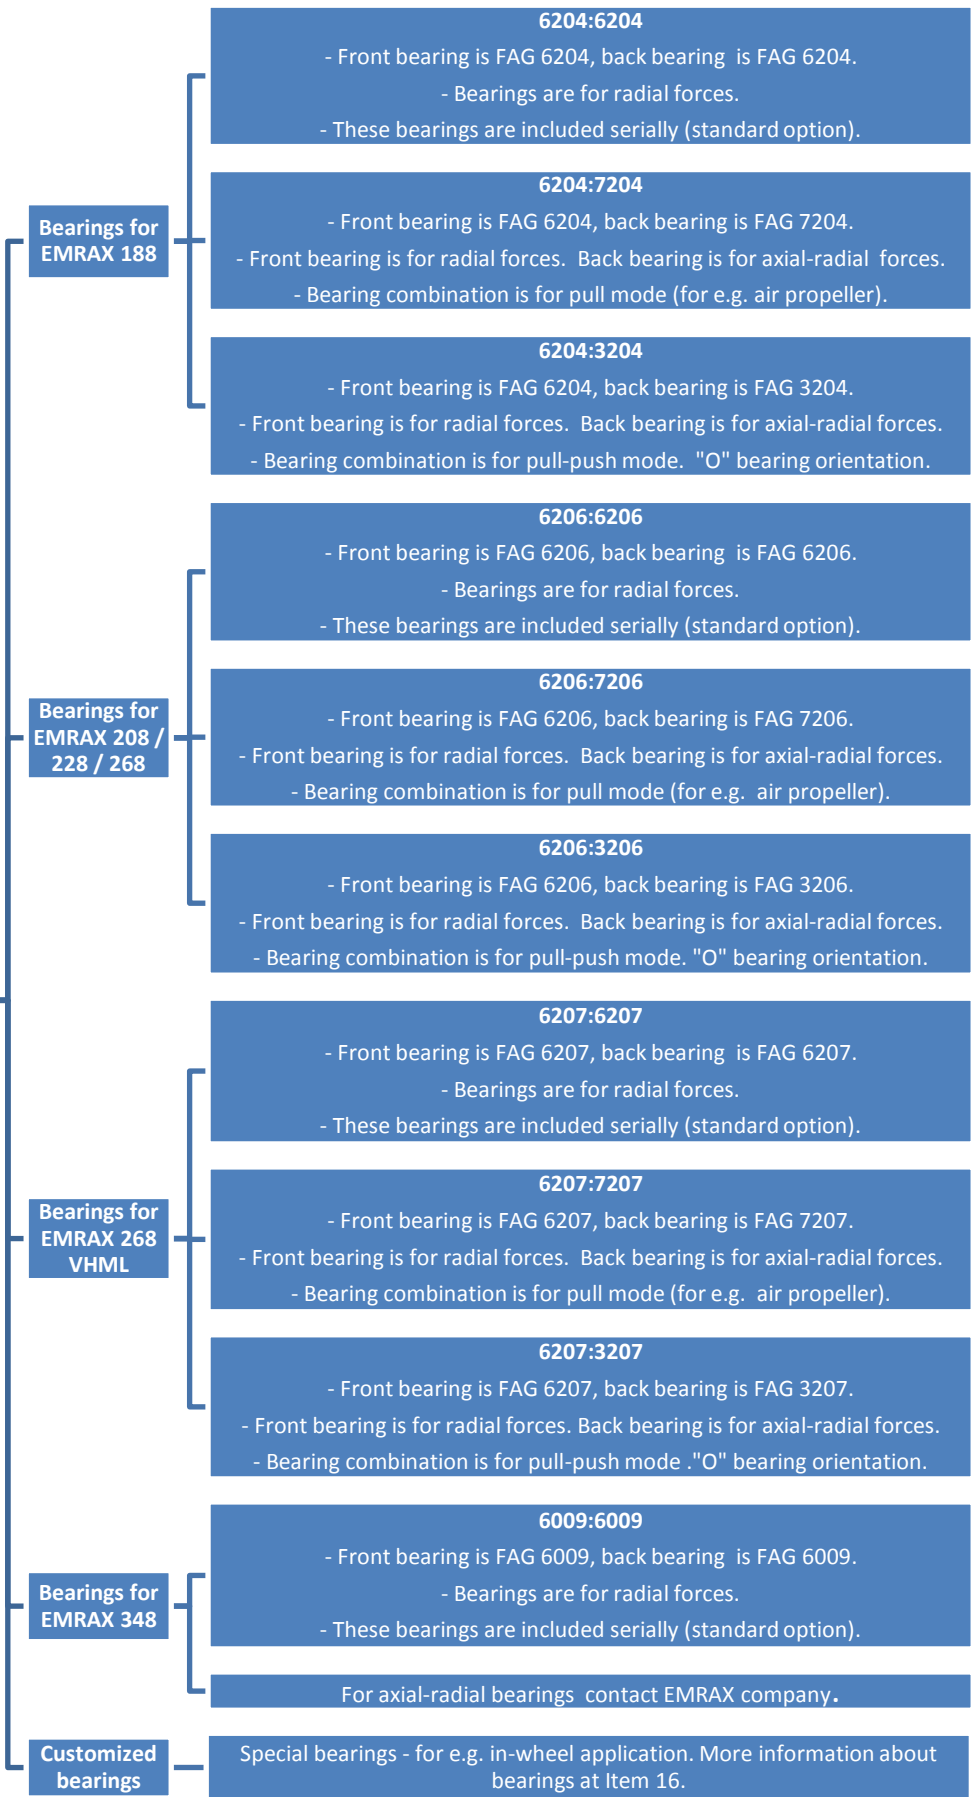 Bearings for
EMRAX 188
6204:6204
- Front bearing is FAG 6204, back bearing is FAG 6204.
- Bearings are for radial forces.
- These bearings are included serially (standard option).
6204:7204
- Front bearing is FAG 6204, back bearing is FAG 7204.
- Front bearing is for radial forces. Back bearing is for axial-radial forces.
- Bearing combination is for pull mode (for e.g. air propeller).
6204:3204
- Front bearing is FAG 6204, back bearing is FAG 3204.
- Front bearing is for radial forces. Back bearing is for axial-radial forces.
- Bearing combination is for pull-push mode. "O" bearing orientation.
Bearings for
EMRAX 208 /
228 / 268
6206:6206
- Front bearing is FAG 6206, back bearing is FAG 6206.
- Bearings are for radial forces.
- These bearings are included serially (standard option).
6206:7206
- Front bearing is FAG 6206, back bearing is FAG 7206.
- Front bearing is for radial forces. Back bearing is for axial-radial forces.
- Bearing combination is for pull mode (for e.g. air propeller).
6206:3206
- Front bearing is FAG 6206, back bearing is FAG 3206.
- Front bearing is for radial forces. Back bearing is for axial-radial forces.
- Bearing combination is for pull-push mode. "O" bearing orientation.
Bearings for
EMRAX 268
VHML
6207:6207
- Front bearing is FAG 6207, back bearing is FAG 6207.
- Bearings are for radial forces.
- These bearings are included serially (standard option).
6207:7207
- Front bearing is FAG 6207, back bearing is FAG 7207.
- Front bearing is for radial forces. Back bearing is for axial-radial forces.
- Bearing combination is for pull mode (for e.g. air propeller).
6207:3207
- Front bearing is FAG 6207, back bearing is FAG 3207.
- Front bearing is for radial forces. Back bearing is for axial-radial forces.
- Bearing combination is for pull-push mode ."O" bearing orientation.
Bearings for
EMRAX 348
6009:6009
- Front bearing is FAG 6009, back bearing is FAG 6009.
- Bearings are for radial forces.
- These bearings are included serially (standard option).
For axial-radial bearings contact EMRAX company.
Customized
bearings
Special bearings - for e.g. in-wheel application. More information about
bearings at Item 16.